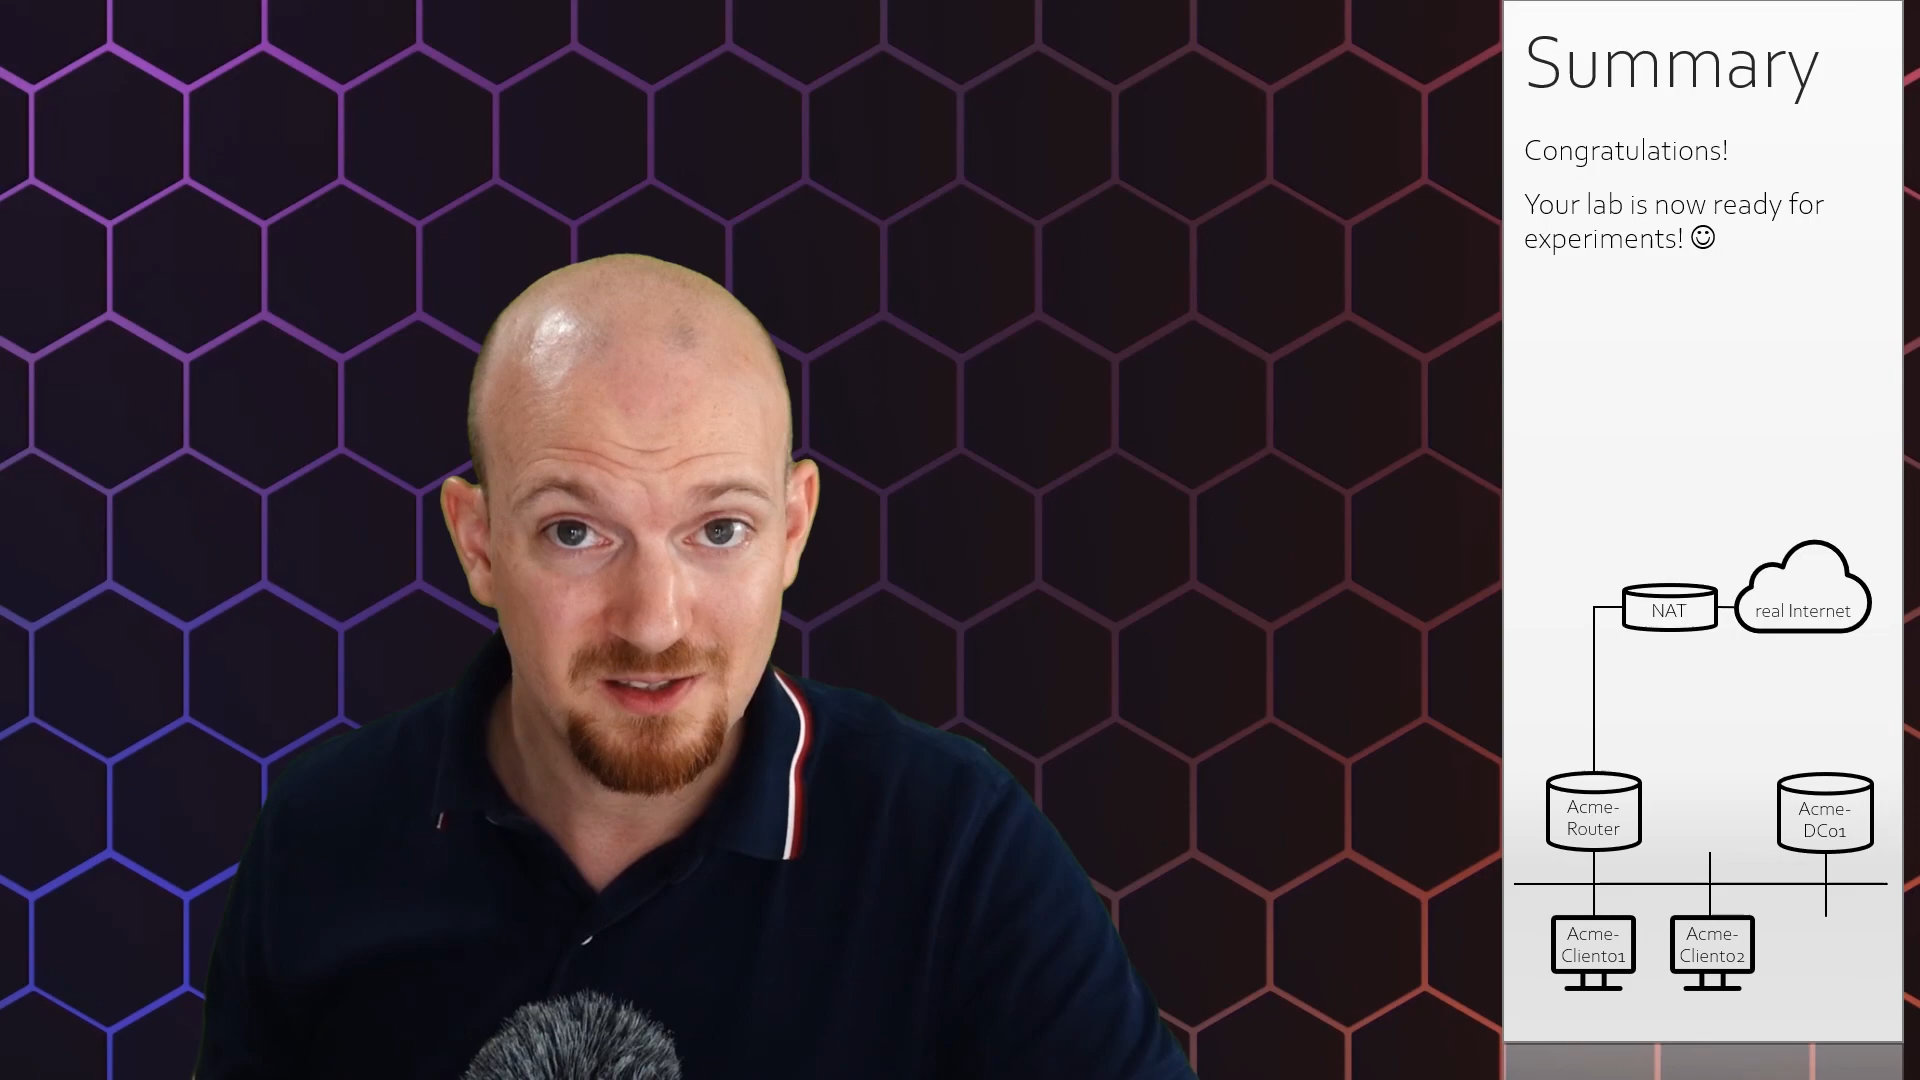 Summary
Congratulations!
Your lab is now ready for
experiments! ☺
NAT
real Internet
Acme-
Router
Acme-
DC01
Acme-
Client01
Acme-
Client02